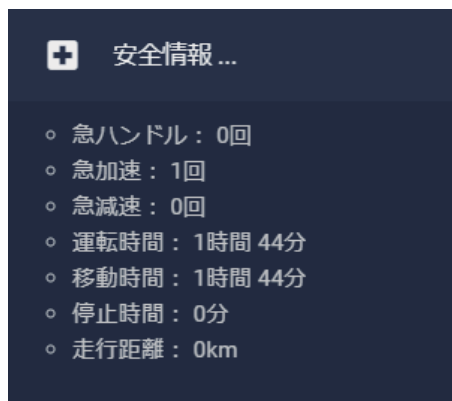 安全情報 ...
急ハンドル： 0回
急加速： 1回
急減速： 0回
運転時間： 1時間 44分
移動時間： 1時間 44分
停止時間： 0分
走行距離： 0km